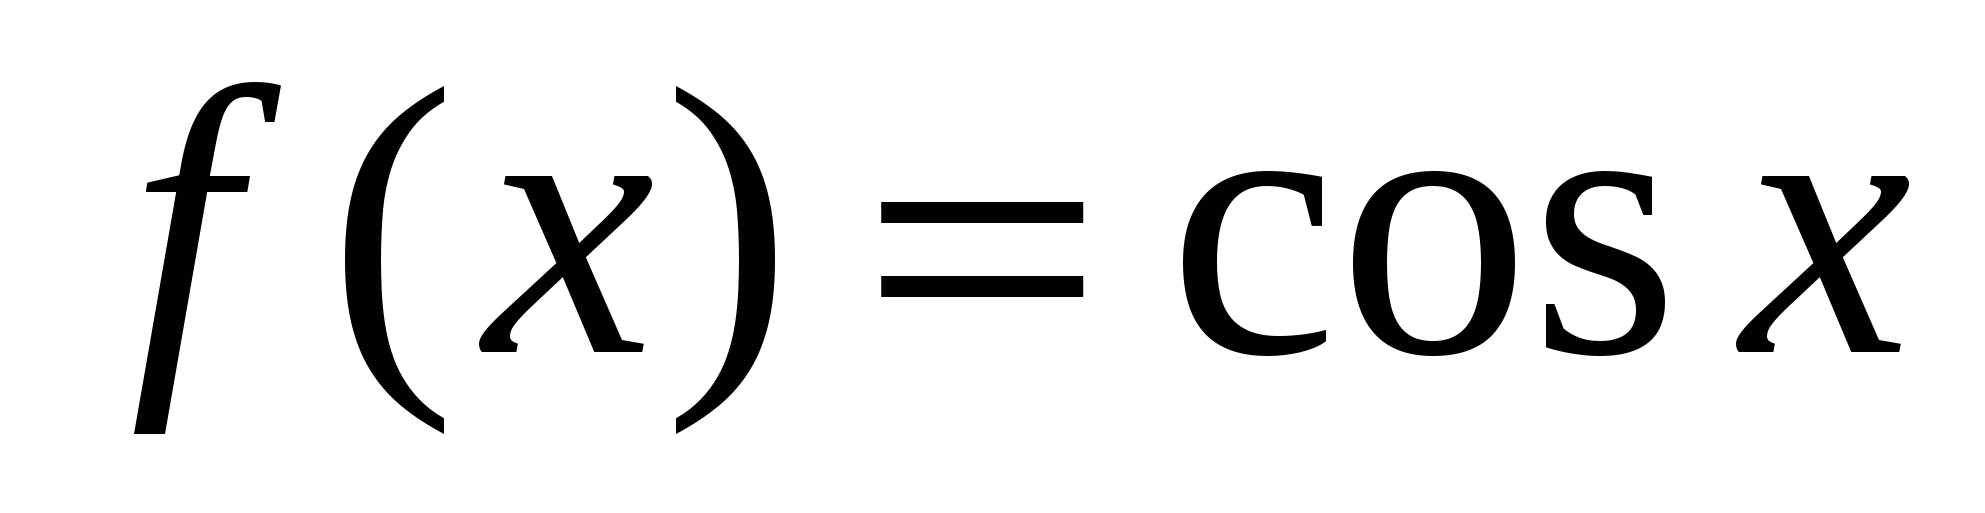 f(x) = cos x